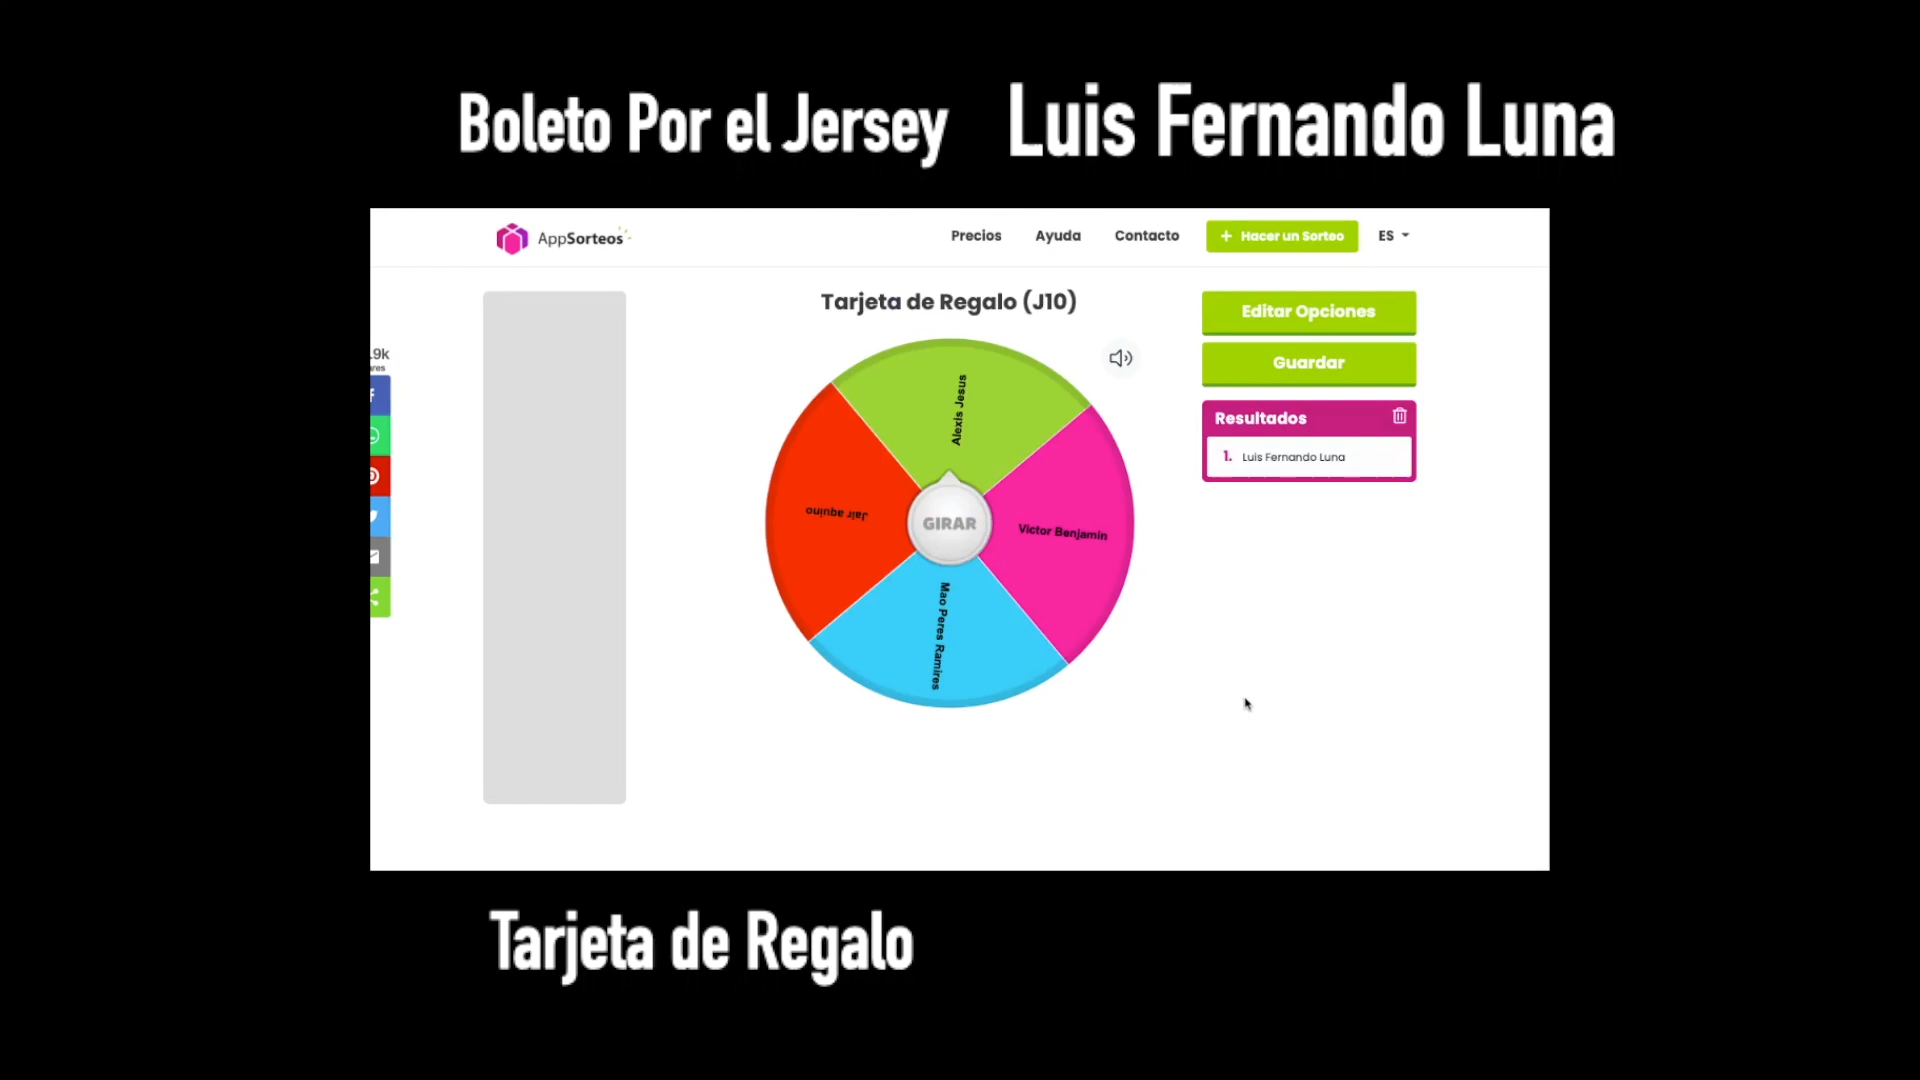 Boleto Por el Jersey Luis Fernando Luna
AppSorteos
Precios Ayuda Contacto + Hacer un Sorteo ES
Tarjeta de Regalo (J10)
Editar Opciones
Guardar
.9k
Resultados
1. Luis Fernando Luna
Alexis Jesus
Jair aquino
GIRAR
Victor Benjamin
Mao Peres Ramires
Tarjeta de Regalo